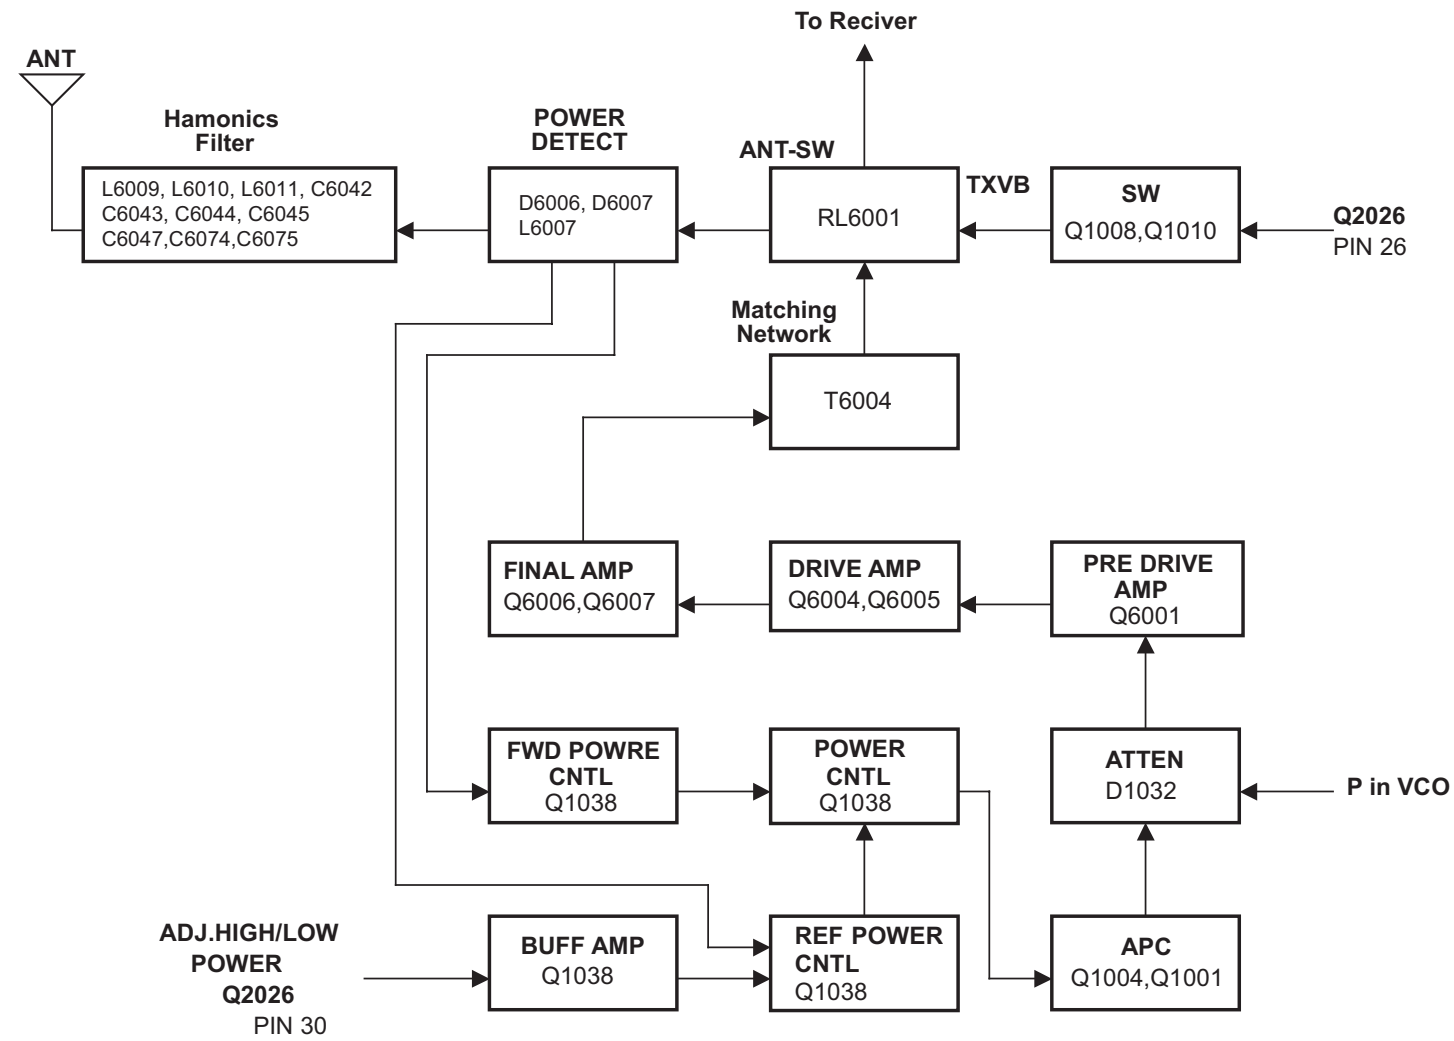 To Reciver
ANT
Hamonics
Filter
L6009, L6010, L6011, C6042
C6043, C6044, C6045
C6047,C6074,C6075
POWER
DETECT
D6006, D6007
L6007
ANT-SW
RL6001
TXVB
SW
Q1008,Q1010
Q2026
PIN 26
Matching
Network
T6004
FINAL AMP
Q6006,Q6007
DRIVE AMP
Q6004,Q6005
PRE DRIVE
AMP
Q6001
FWD POWRE
CNTL
Q1038
POWER
CNTL
Q1038
ATTEN
D1032
P in VCO
ADJ.HIGH/LOW
POWER
Q2026
PIN 30
BUFF AMP
Q1038
REF POWER
CNTL
Q1038
APC
Q1004,Q1001